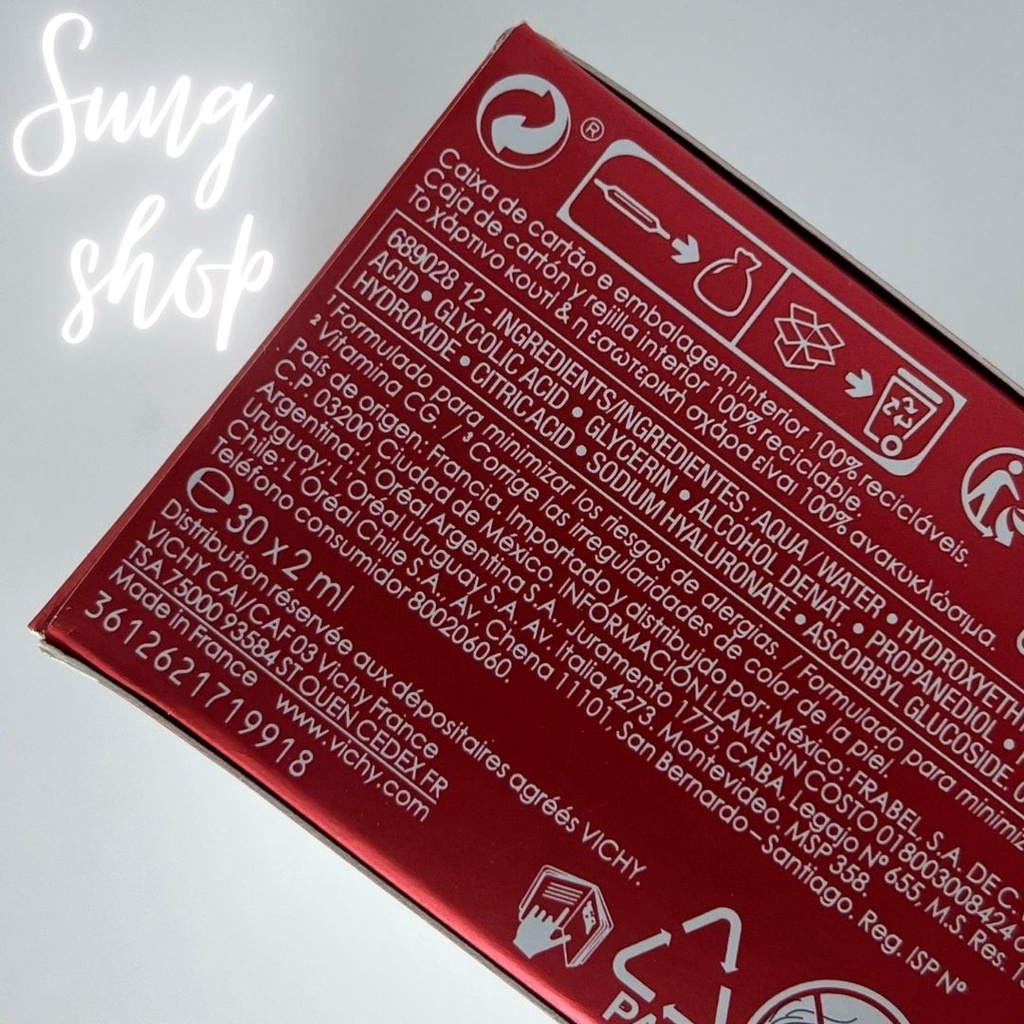 Sung
shop
®
Caixa de cartão e embalagem interior 100% recicláveis.
Caja de cartón y rejilla interior 100% reciclable.
Το χάρτινο κουτί & η εσωτερική σχάρα είναι 100% ανακυκλώσιμα.
689028 12 - INGREDIENTS/INGREDIENTES: AQUA / WATER • HYDROXYETH
ACID • GLYCOLIC ACID • GLYCERIN • ALCOHOL DENAT. • PROPANEDIOL •
HYDROXIDE • CITRIC ACID • SODIUM HYALURONATE • ASCORBYL GLUCOSIDE.
¹Formulado para minimizar los riesgos de alergias. / Formulado para minimiz
² Vitamina CG / ³ Corrige las irregularidades de color de la piel.
País de origen: Francia. Importado y distribuido por: México: FRABEL, S.A. DE C.
C.P. 03200 Ciudad de México. INFORMACIÓN LLAME SIN COSTO 018003008424
Argentina: L'Oréal Argentina S.A., Juramento 1775, CABA. Legajo Nº 655, M.S. Res. 1
Uruguay: L'Oréal Uruguay S.A. Av. Italia 4273, Montevideo, MSP 358.
Chile: L'Oréal Chile S.A., Av. Chena 11101, San Bernardo – Santiago. Reg. ISP Nº
Teléfono consumidor 800206060.
℮ 30 x 2 ml
Distribution réservée aux dépositaires agréés VICHY.
VICHY CAI/CAF 03 Vichy France
TSA 75000 93584 ST OUEN CEDEX FR
Made in France www.vichy.com
3612621719918